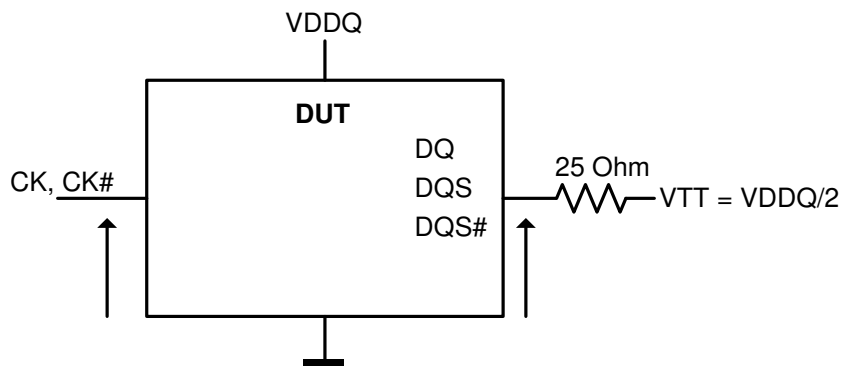 VDDQ
DUT
DQ
25 Ohm
CK, CK#
DQS
VTT = VDDQ/2
DQS#